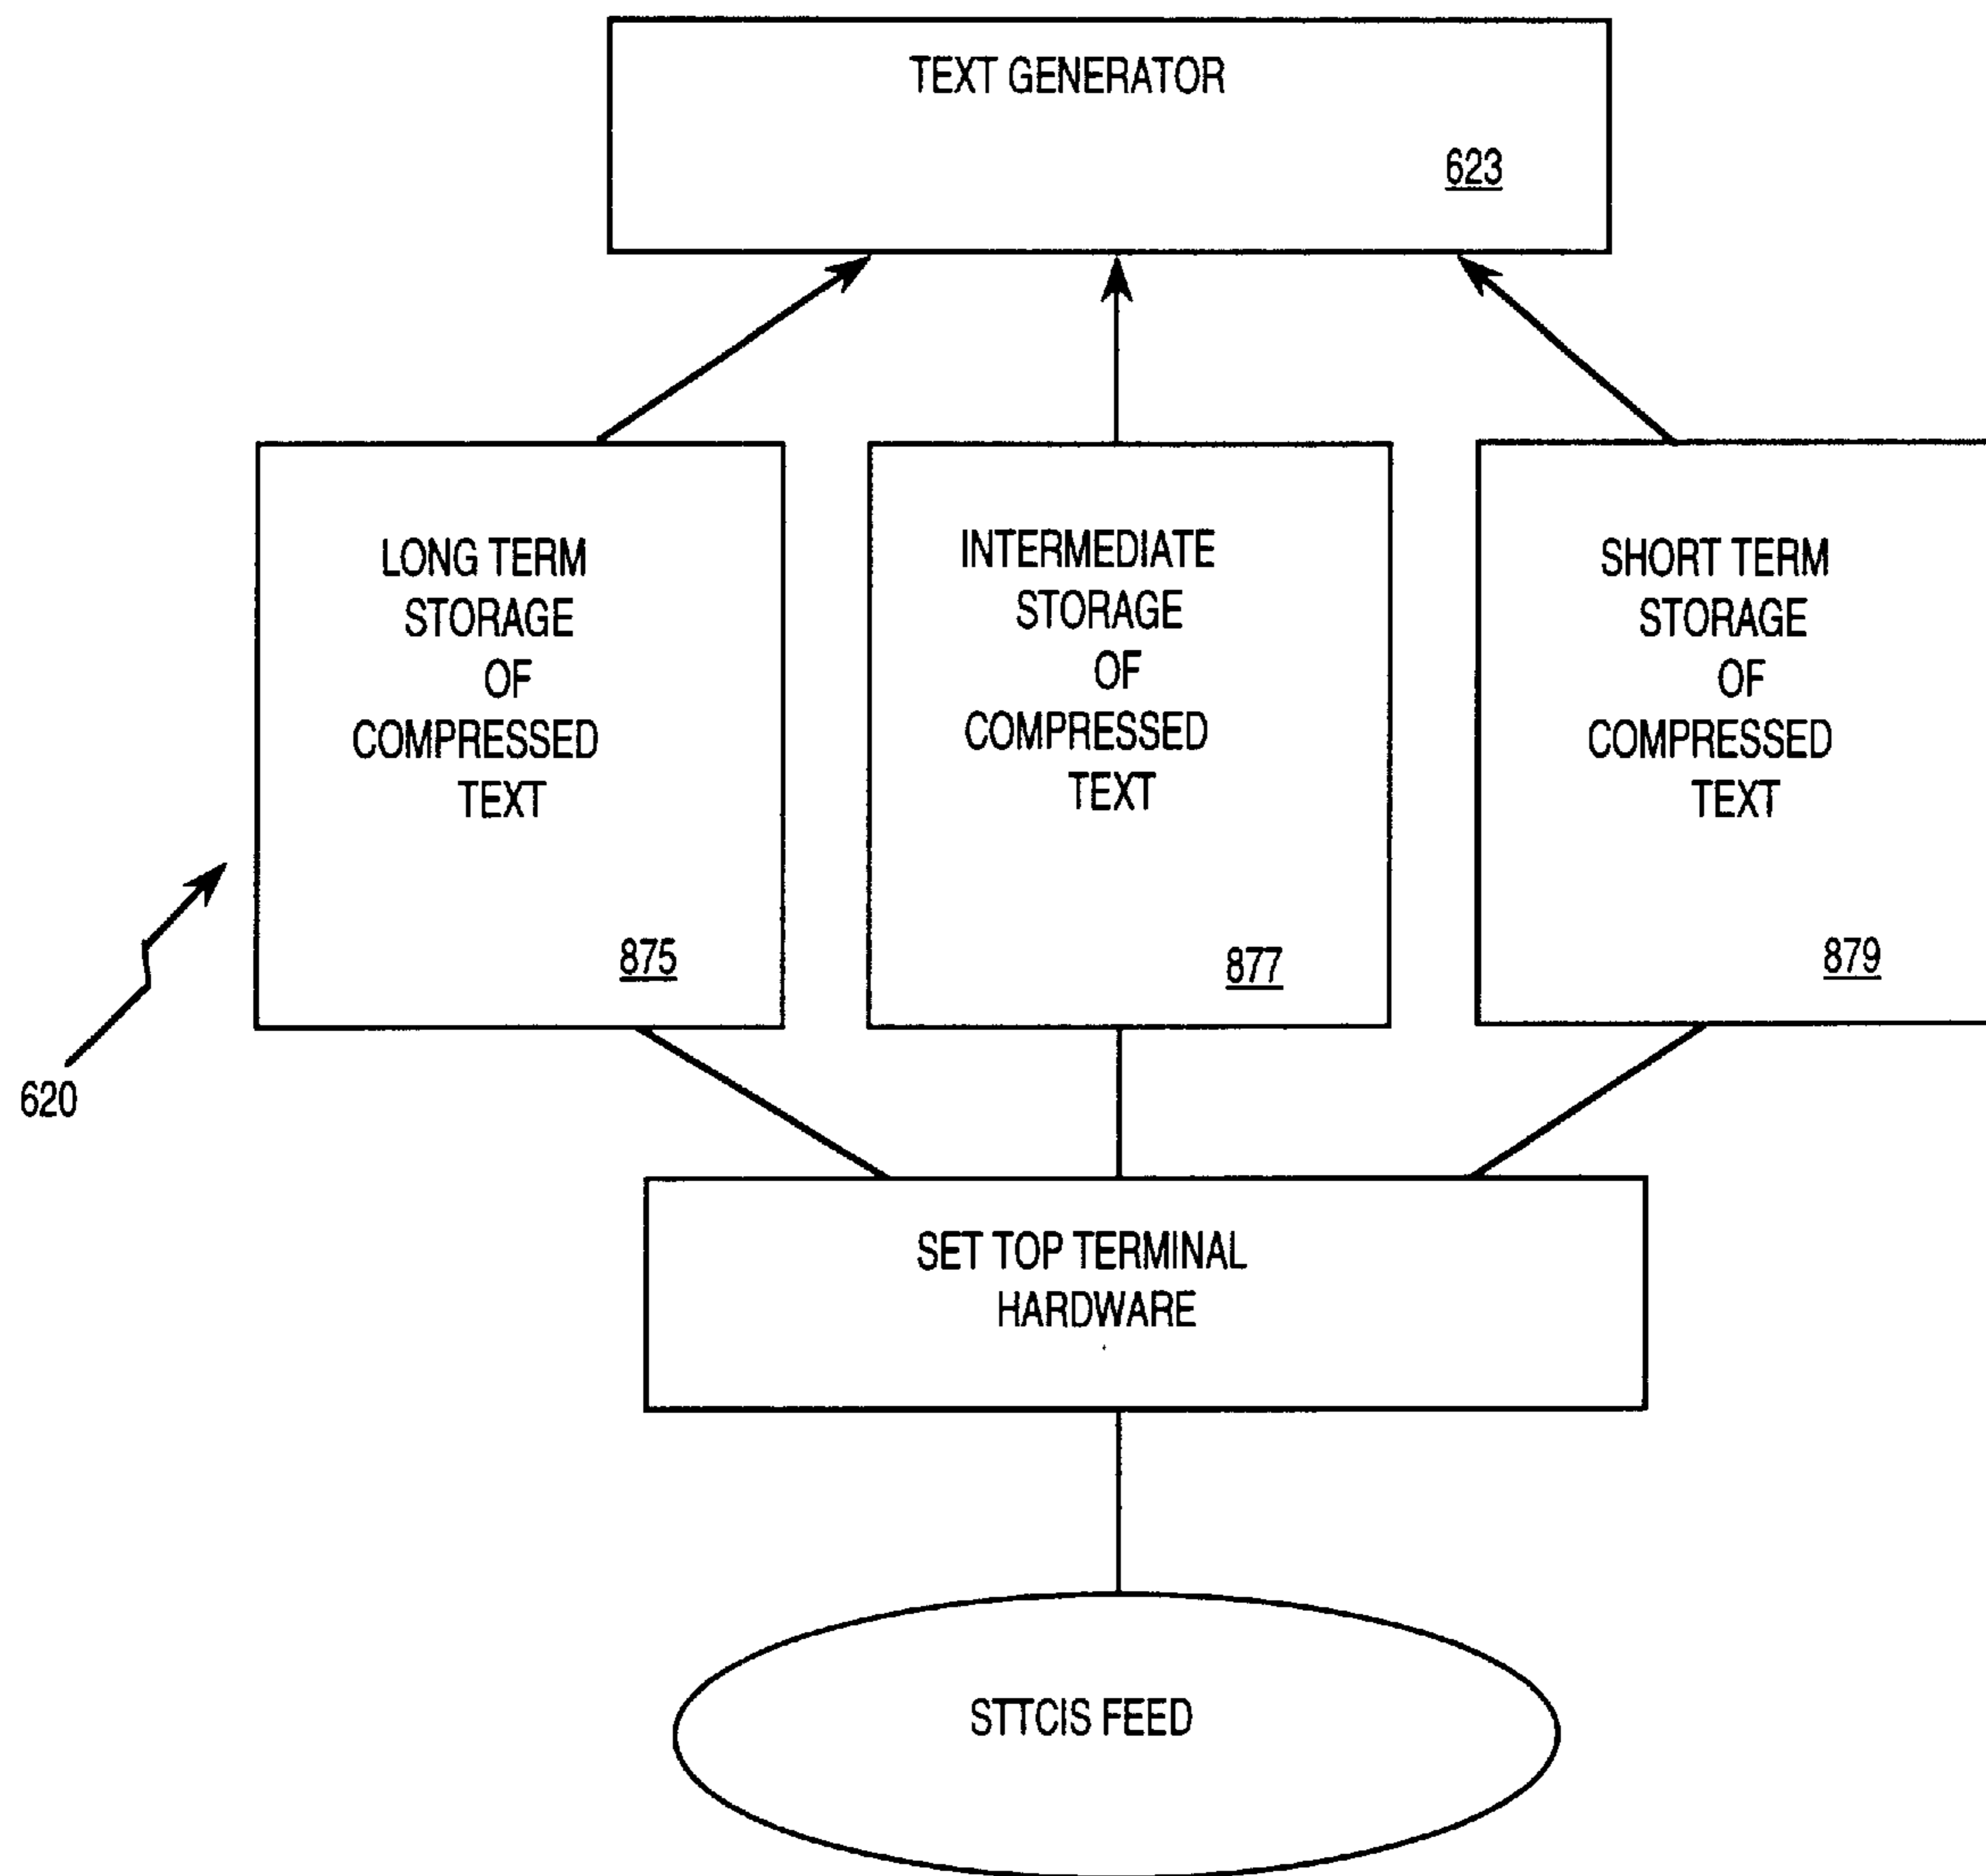 TEXT GENERATOR
623
LONG TERM
STORAGE
OF
COMPRESSED
TEXT
875
INTERMEDIATE
STORAGE
OF
COMPRESSED
TEXT
877
SHORT TERM
STORAGE
OF
COMPRESSED
TEXT
879
620
SET TOP TERMINAL
HARDWARE
STTCIS FEED